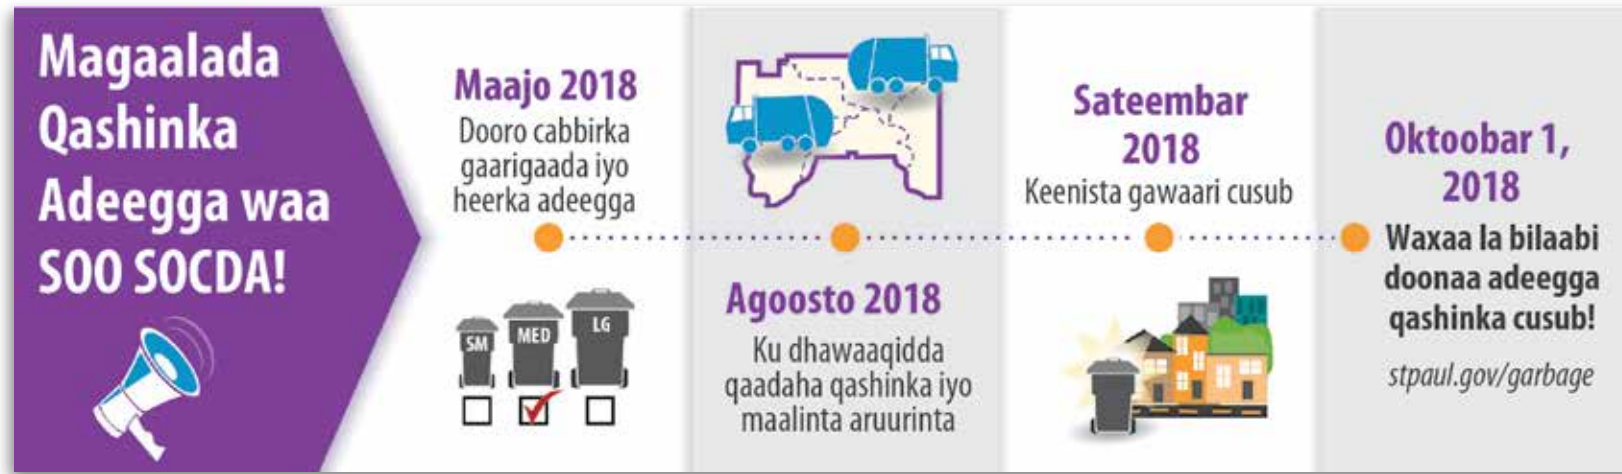 Magaalada
Qashinka
Adeegga waa
SOO SOCDA!
Maajo 2018
Dooro cabbirka
gaarigaada iyo
heerka adeegga
SM
MED
LG
Agoosto 2018
Ku dhawaaqidda
qaadaha qashinka iyo
maalinta aruurinta
Sateembar
2018
Keenista gawaari cusub
Oktoobar 1,
2018
Waxaa la bilaabi
doonaa adeegga
qashinka cusub!
stpaul.gov/garbage